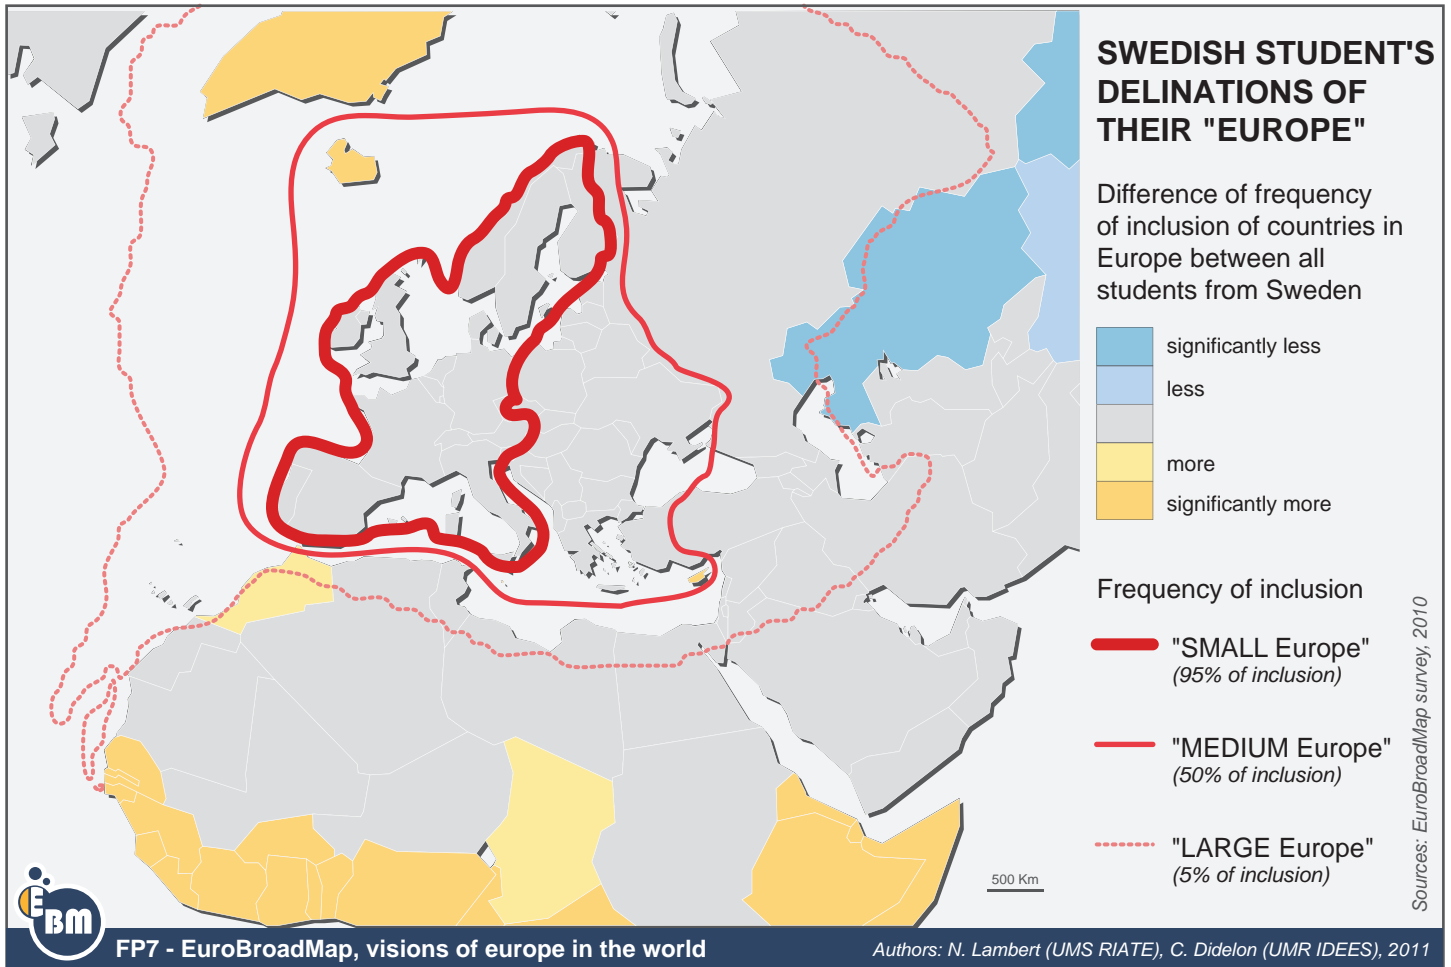 SWEDISH STUDENT'S
DELINATIONS OF
THEIR "EUROPE"
Difference of frequency
of inclusion of countries in
Europe between all
students from Sweden
significantly less
less
more
significantly more
Frequency of inclusion
"SMALL Europe"
(95% of inclusion)
"MEDIUM Europe"
(50% of inclusion)
"LARGE Europe"
(5% of inclusion)
Sources: EuroBroadMap survey, 2010
500 Km
EBM
FP7 - EuroBroadMap, visions of europe in the world
Authors: N. Lambert (UMS RIATE), C. Didelon (UMR IDEES), 2011